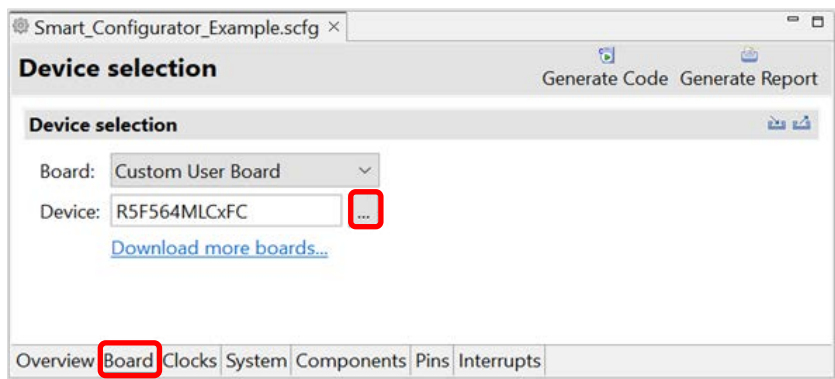 Smart_Configurator_Example.scfg
Device selection
Generate Code Generate Report
Device selection
Board: Custom User Board
Device: R5F564MLCxFC ...
Download more boards...
Overview Board Clocks System Components Pins Interrupts